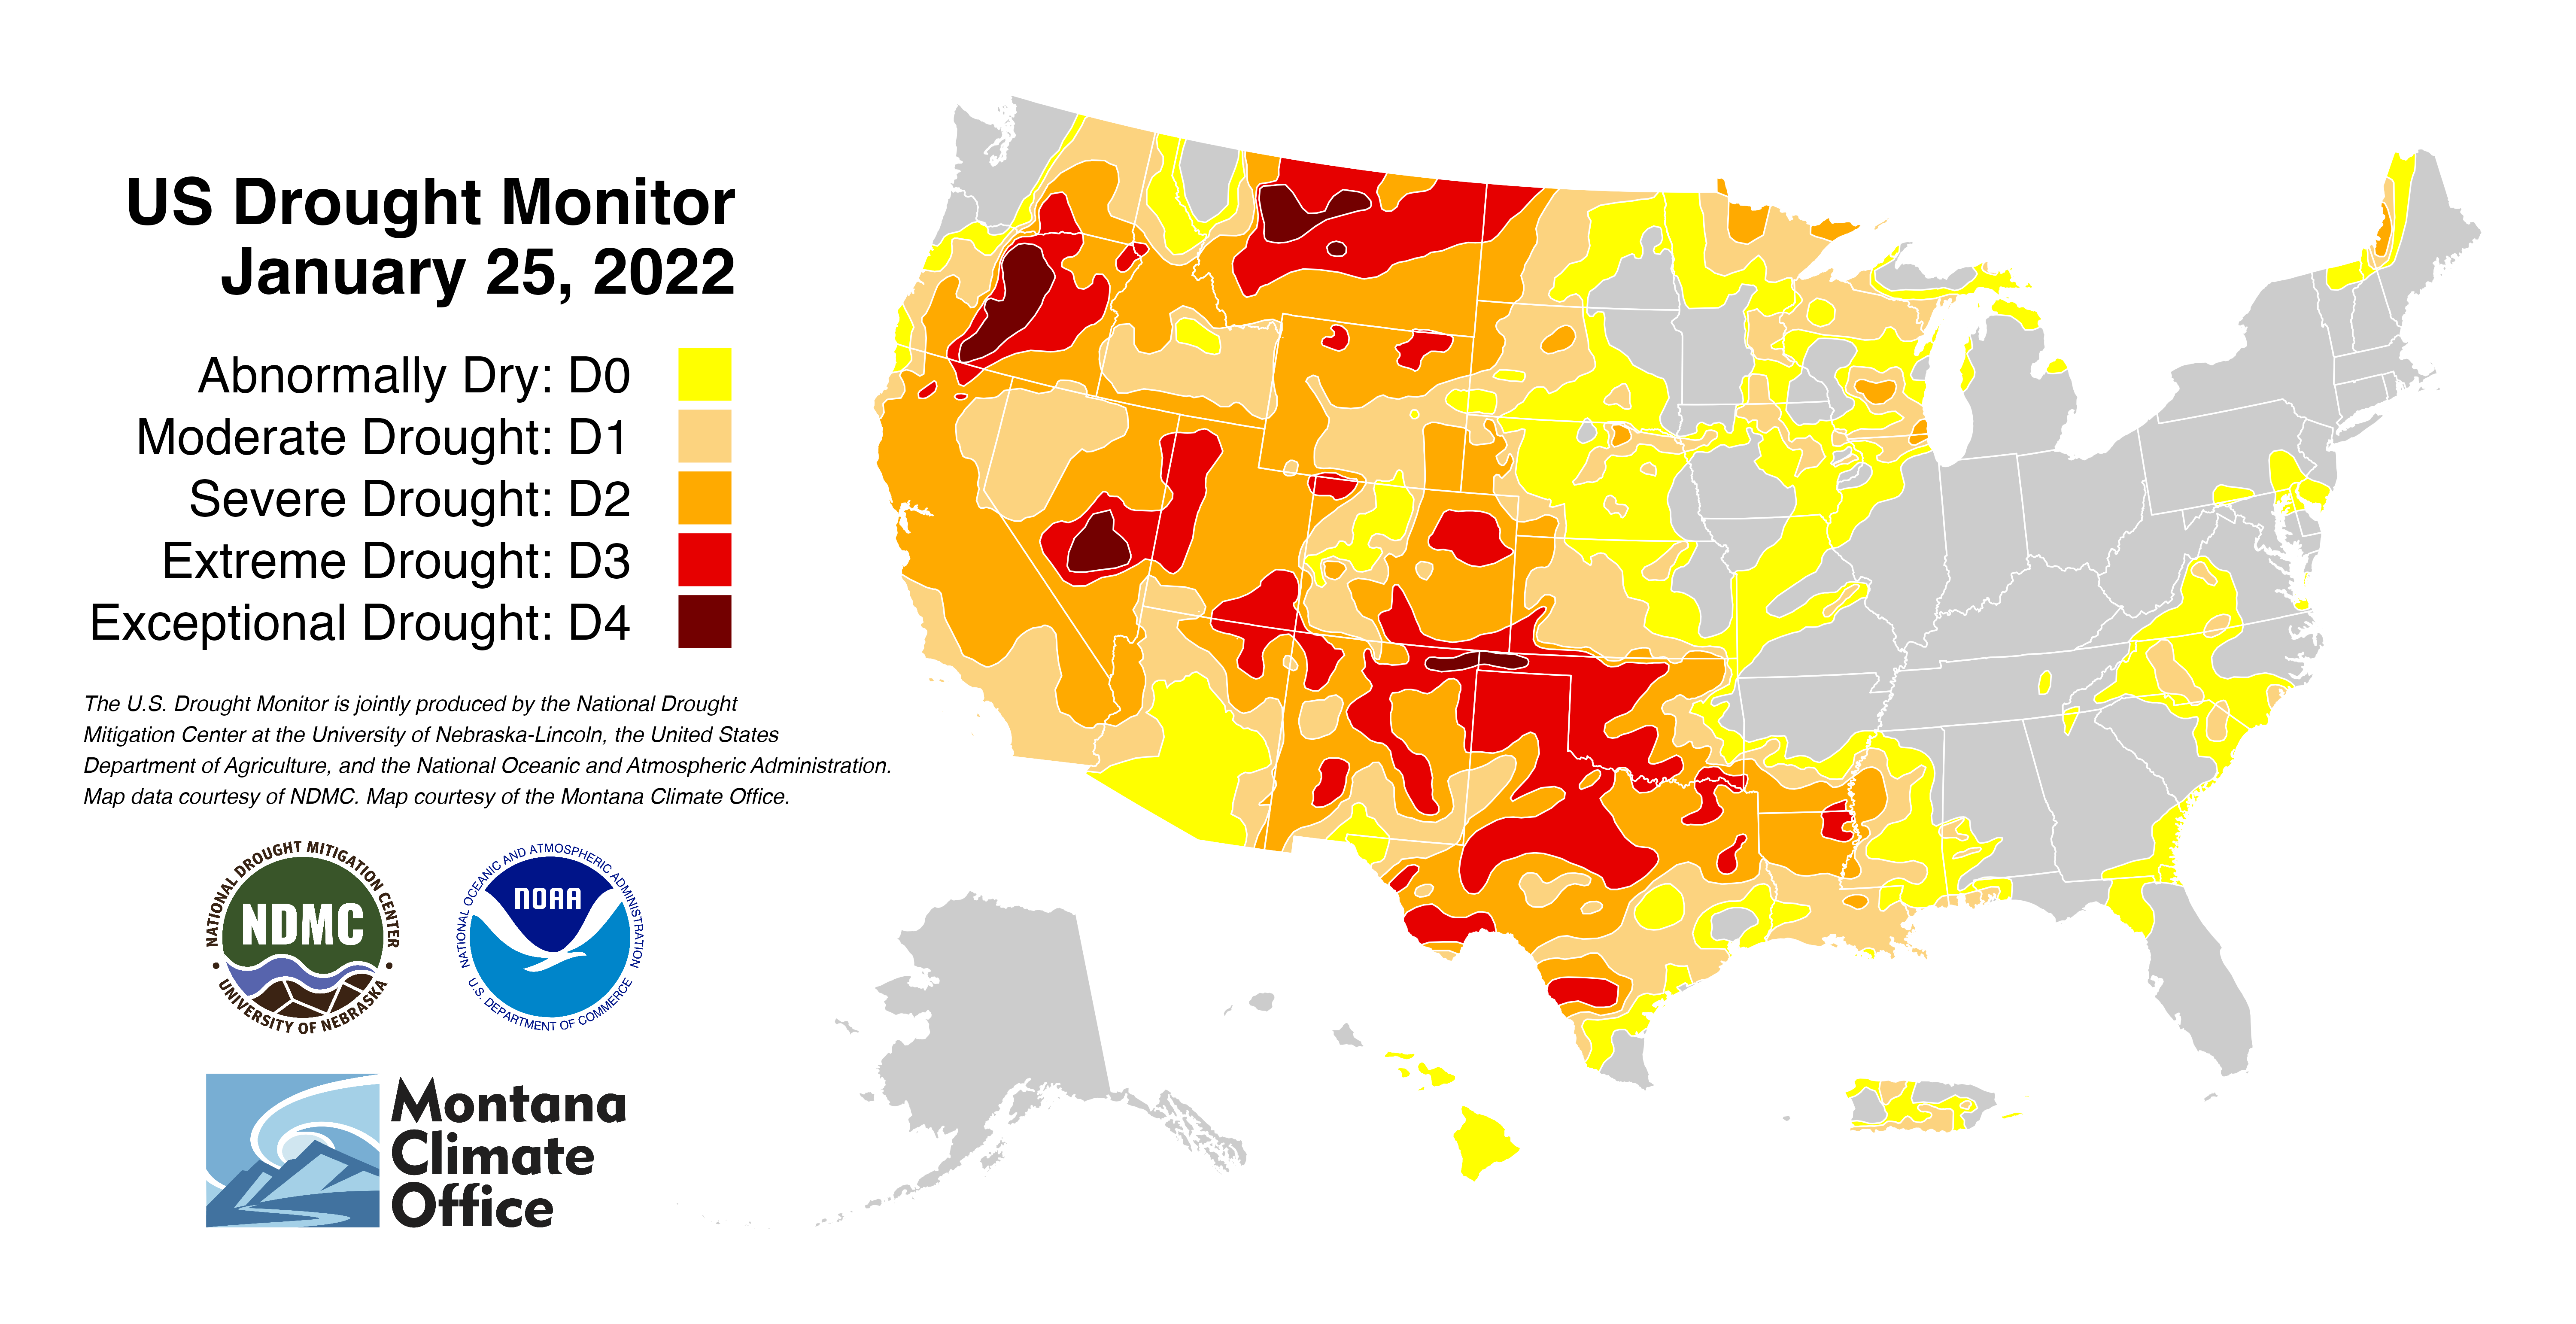 US Drought Monitor
January 25, 2022
Abnormally Dry: D0
Moderate Drought: D1
Severe Drought: D2
Extreme Drought: D3
Exceptional Drought: D4
The U.S. Drought Monitor is jointly produced by the National Drought
Mitigation Center at the University of Nebraska-Lincoln, the United States
Department of Agriculture, and the National Oceanic and Atmospheric Administration.
Map data courtesy of NDMC. Map courtesy of the Montana Climate Office.
NATIONAL DROUGHT MITIGATION CENTER
NDMC
• UNIVERSITY OF NEBRASKA •
NATIONAL OCEANIC AND ATMOSPHERIC ADMINISTRATION
NOAA
U.S. DEPARTMENT OF COMMERCE
Montana
Climate
Office